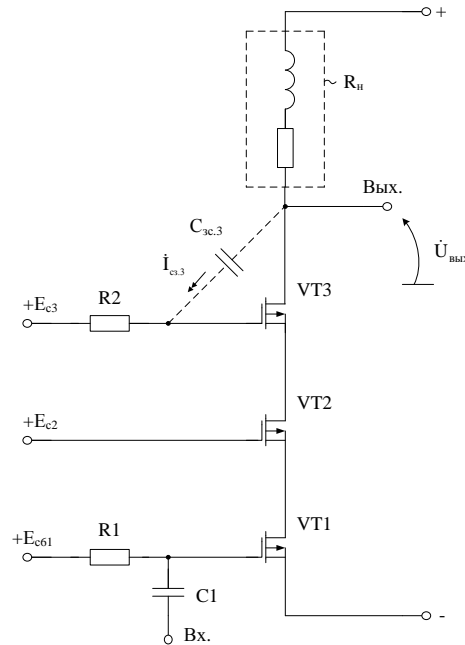 +
Rн
Вых.
Cзс.3
İсз.3
U̇вых
VT3
+Eс3
R2
VT2
+Eс2
VT1
+Eсб1
R1
C1
Вх.
-